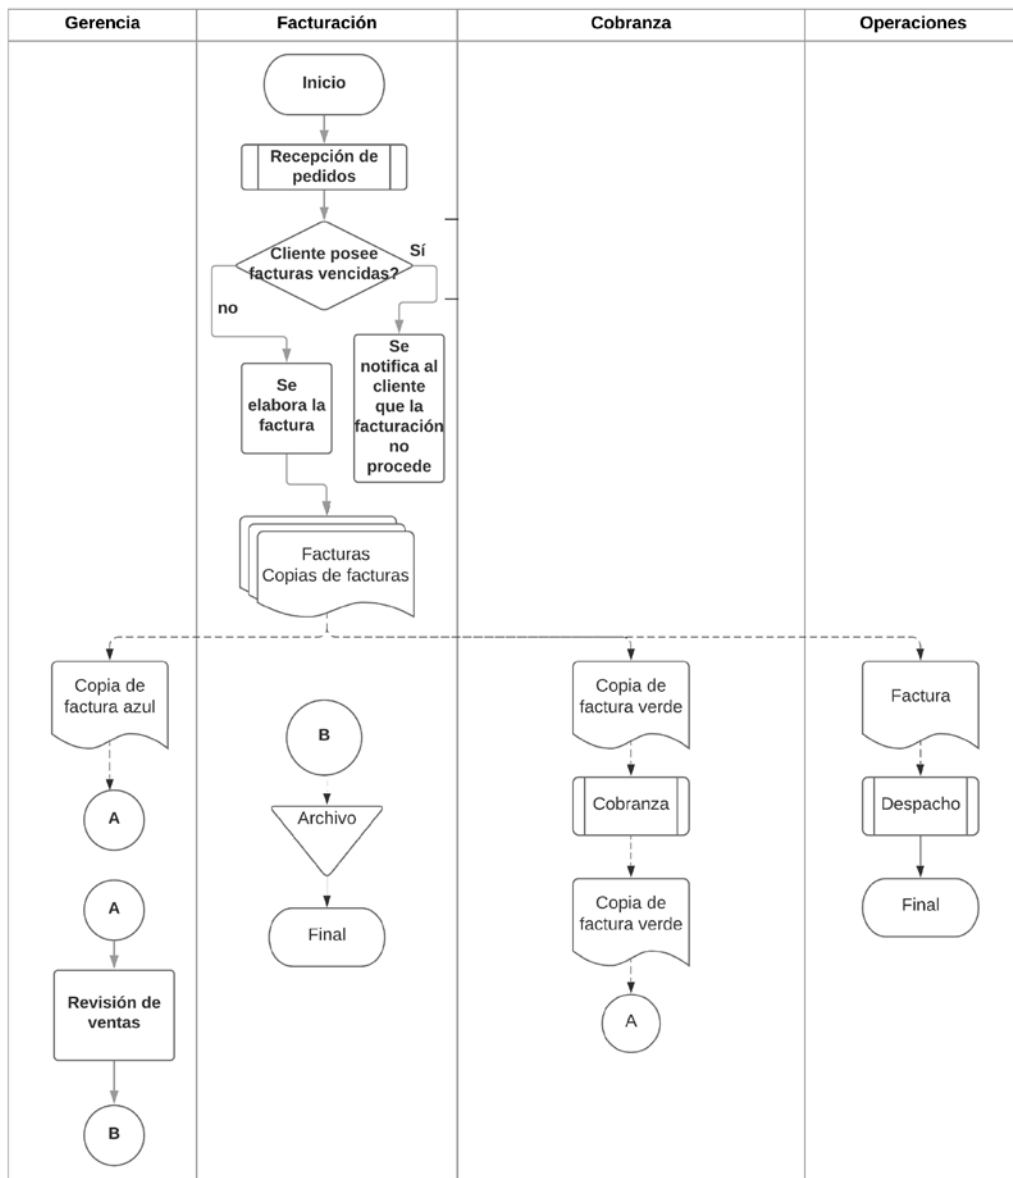 Gerencia
Facturación
Cobranza
Operaciones
Inicio
Recepción de
pedidos
Cliente posee
facturas vencidas?
Sí
no
Se
notifica al
cliente
que la
facturación
no
procede
Se
elabora la
factura
Facturas
Copias de facturas
Copia de
factura azul
A
A
Revisión de
ventas
B
B
Archivo
Final
Copia de
factura verde
Cobranza
Copia de
factura verde
A
Factura
Despacho
Final